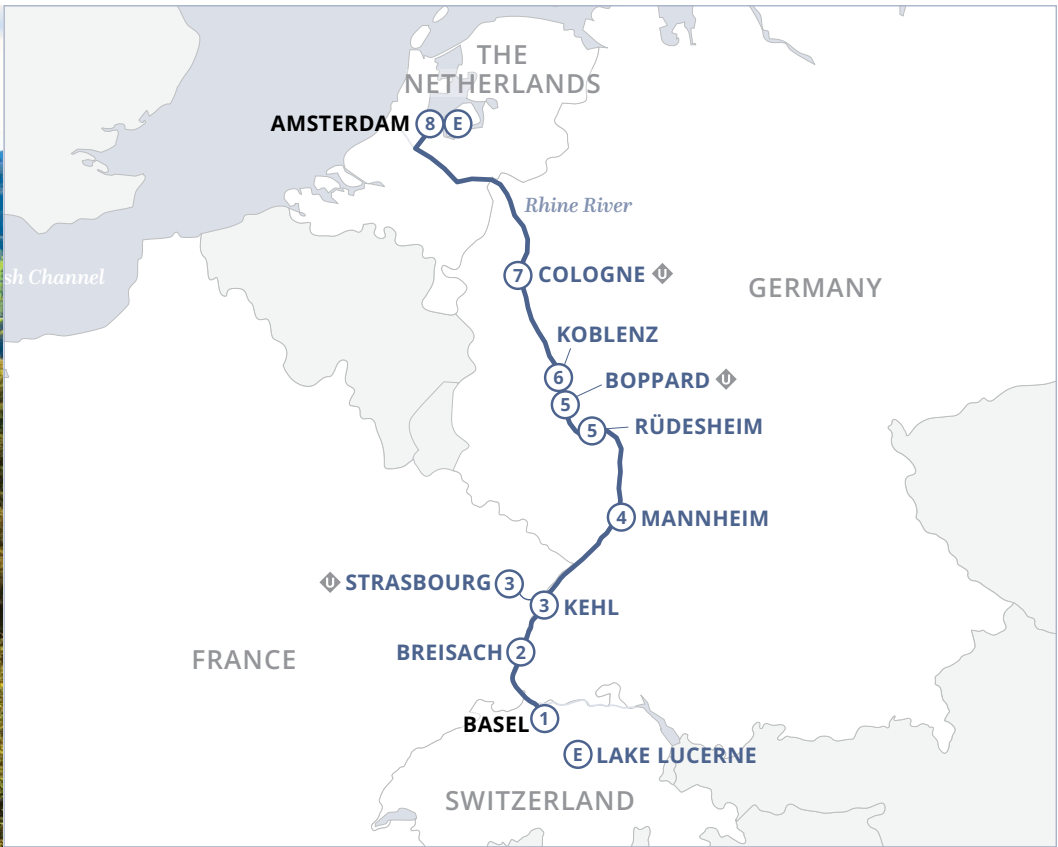 THE
NETHERLANDS
AMSTERDAM 8 E
Rhine River
7 COLOGNE U
GERMANY
KOBLENZ
6
BOPPARD U
5
5 RÜDESHEIM
4 MANNHEIM
U STRASBOURG 3
3 KEHL
FRANCE
BREISACH 2
BASEL 1
E LAKE LUCERNE
SWITZERLAND
sh Channel